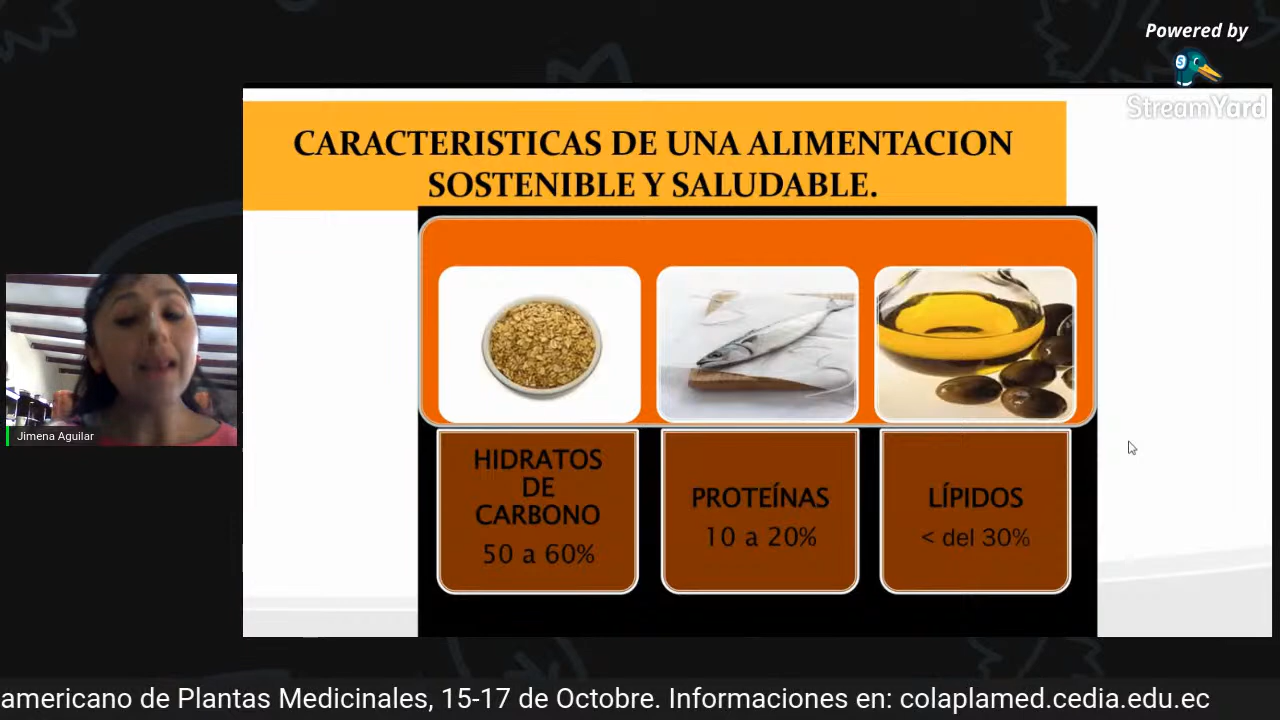 Powered by
StreamYard
CARACTERISTICAS DE UNA ALIMENTACION
SOSTENIBLE Y SALUDABLE.
HIDRATOS
DE
CARBONO
50 a 60%
PROTEÍNAS
10 a 20%
LÍPIDOS
< del 30%
Jimena Aguilar
americano de Plantas Medicinales, 15-17 de Octobre. Informaciones en: colaplamed.cedia.edu.ec